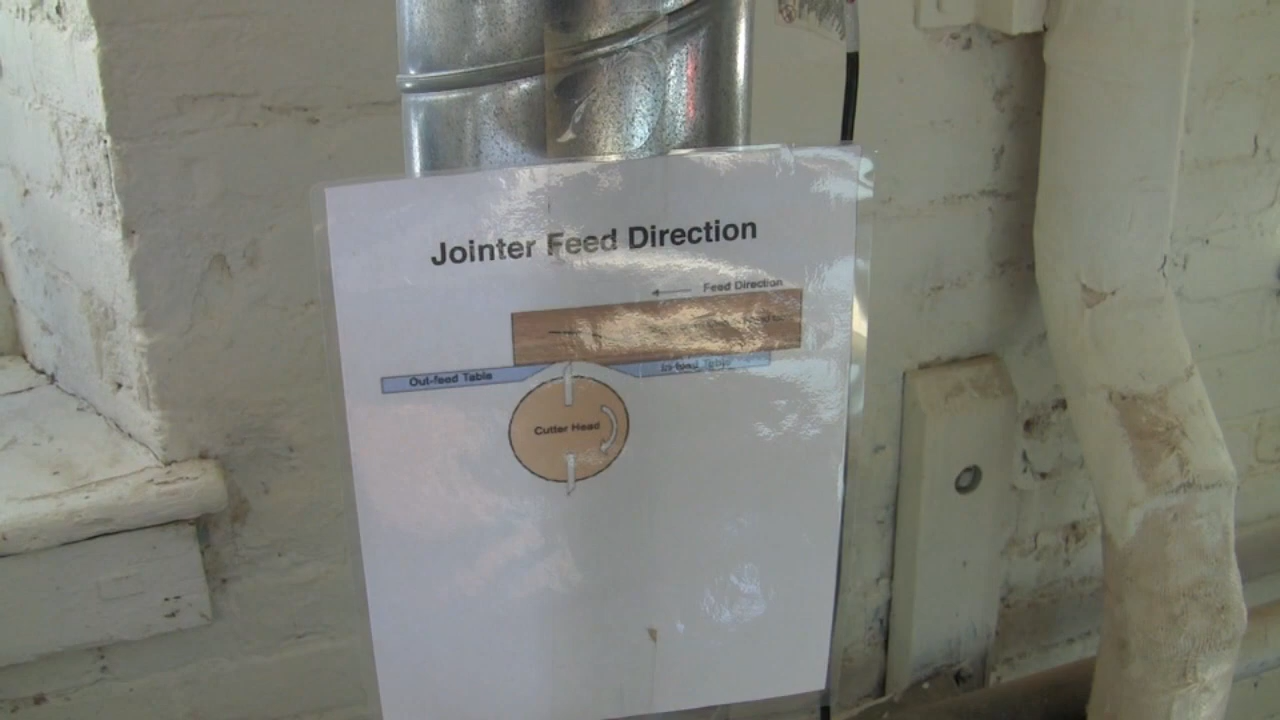 Jointer Feed Direction
Feed Direction
Out-feed Table
In-feed Table
Cutter Head